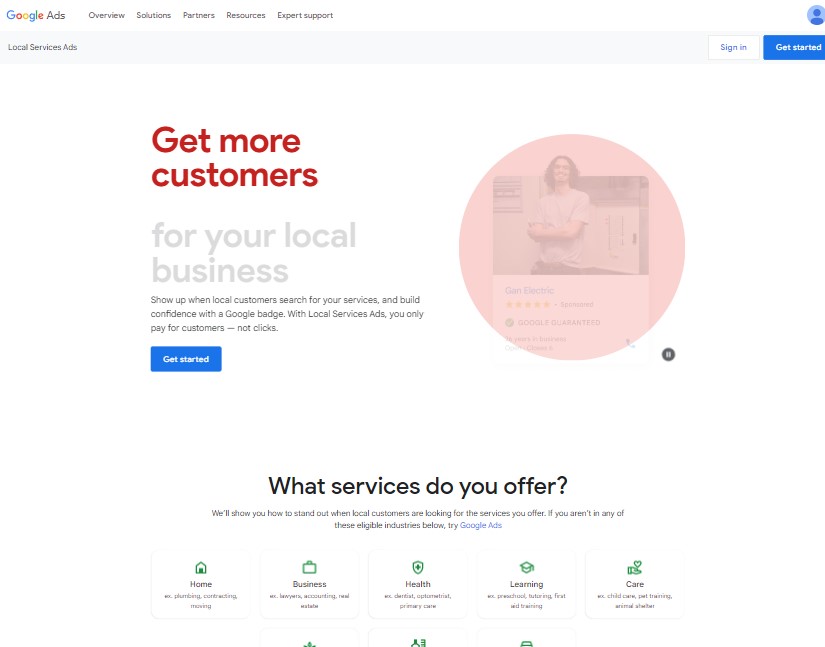 Google Ads
Overview
Solutions
Partners
Resources
Expert support
Local Services Ads
Sign in
Get started
Get more
customers
for your local
business
Show up when local customers search for your services, and build
confidence with a Google badge. With Local Services Ads, you only
pay for customers — not clicks.
Get started
Gan Electric
Sponsored
GOOGLE GUARANTEED
years in business
What services do you offer?
We'll show you how to stand out when local customers are looking for the services you offer. If you aren't in any of
these eligible industries below, try Google Ads
Home
ex. plumbing, contracting,
moving
Business
ex. lawyers, accounting, real
estate
Health
ex. dentist, optometrist,
primary care
Learning
ex. preschool, tutoring, first
aid training
Care
ex. child care, pet training,
animal shelter